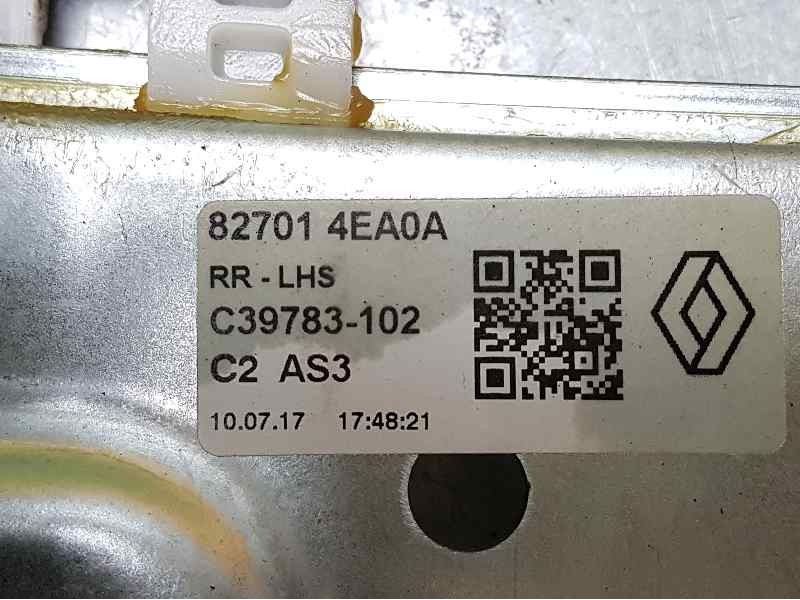 82701 4EA0A
RR - LHS
C39783-102
C2 AS3
10.07.17 17:48:21